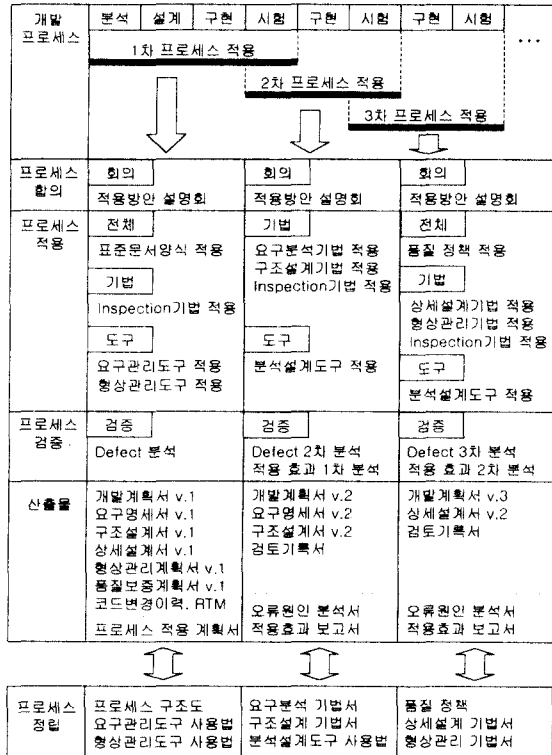 개발
프로세스
분석 설계 구현 시험 구현 시험 구현 시험
...
1차 프로세스 적용
2차 프로세스 적용
3차 프로세스 적용
프로세스
합의
회의
적용방안 설명회
회의
적용방안 설명회
회의
적용방안 설명회
프로세스
적용
전체
표준문서양식 적용
기법
Inspection기법 적용
도구
요구관리도구 적용
형상관리도구 적용
기법
요구분석기법 적용
구조설계기법 적용
Inspection기법 적용
도구
분석설계도구 적용
전체
품질 정책 적용
기법
상세설계기법 적용
형상관리기법 적용
Inspection기법 적용
도구
분석설계도구 적용
프로세스
검증
검증
Defect 분석
검증
Defect 2차 분석
적용 효과 1차 분석
검증
Defect 3차 분석
적용 효과 2차 분석
산출물
개발계획서 v.1
요구명세서 v.1
구조설계서 v.1
상세설계서 v.1
형상관리계획서 v.1
품질보증계획서 v.1
코드변경이력, RTM
프로세스 적용 계획서
개발계획서 v.2
요구명세서 v.2
구조설계서 v.2
검토기록서
오류원인 분석서
적용효과 보고서
개발계획서 v.3
상세설계서 v.2
검토기록서
오류원인 분석서
적용효과 보고서
프로세스
정립
프로세스 구조도
요구관리도구 사용법
형상관리도구 사용법
요구분석 기법서
구조설계 기법서
분석설계도구 사용법
품질 정책
상세설계 기법서
형상관리 기법서